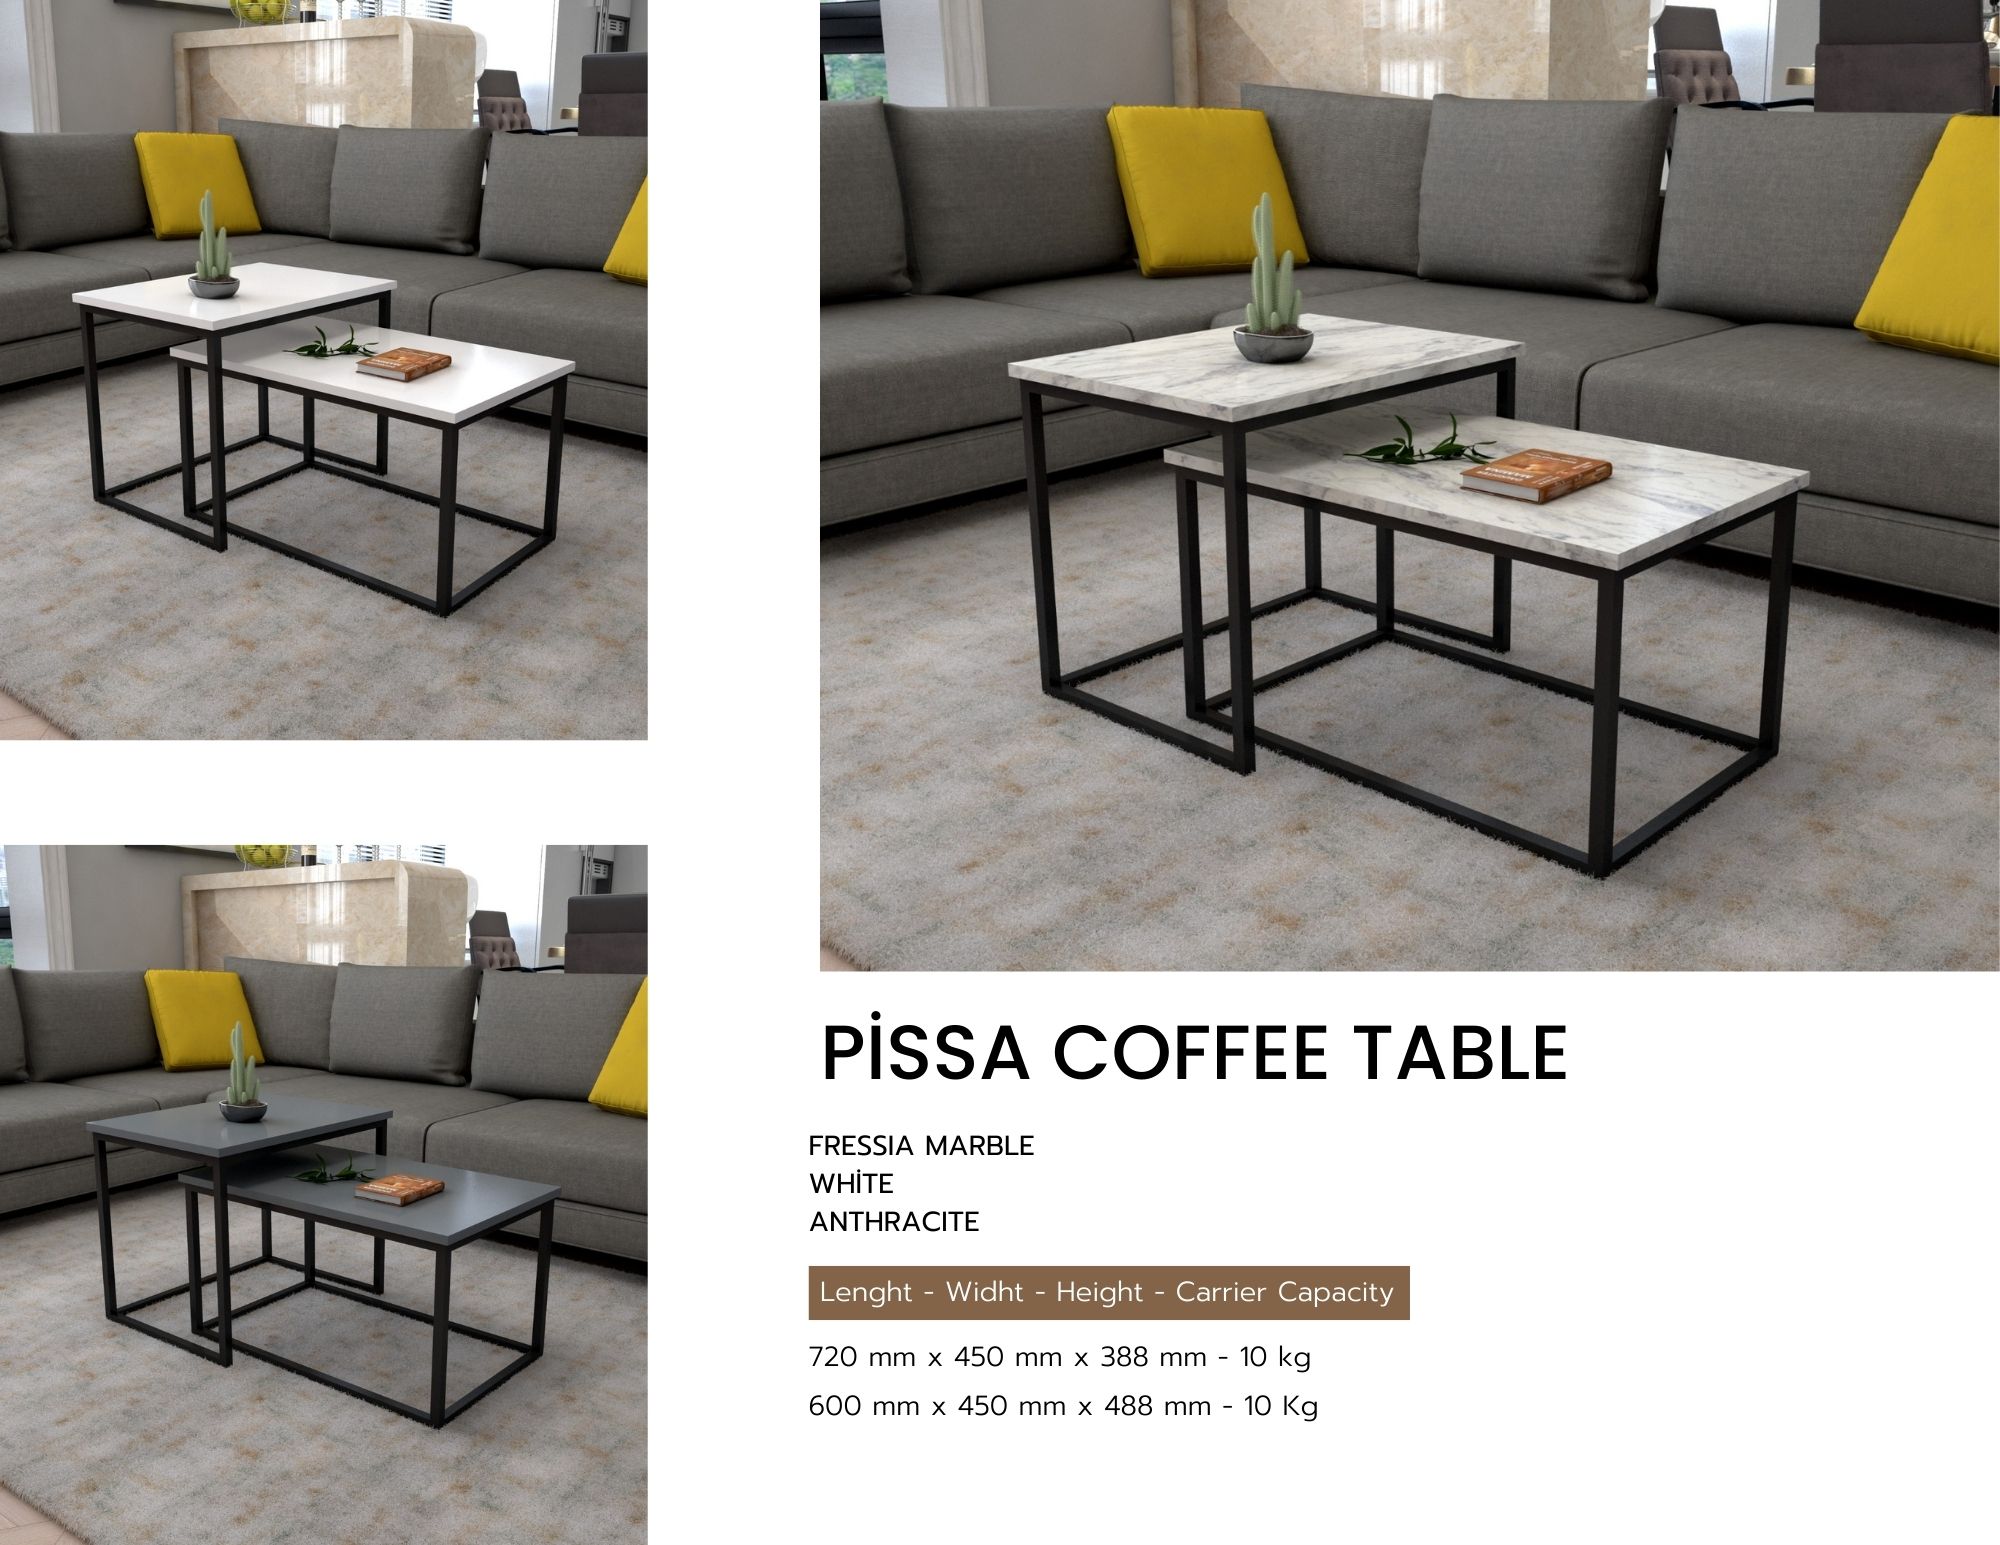 PİSSA COFFEE TABLE
FRESSIA MARBLE
WHİTE
ANTHRACITE
Lenght - Widht - Height - Carrier Capacity
720 mm x 450 mm x 388 mm - 10 kg
600 mm x 450 mm x 488 mm - 10 Kg